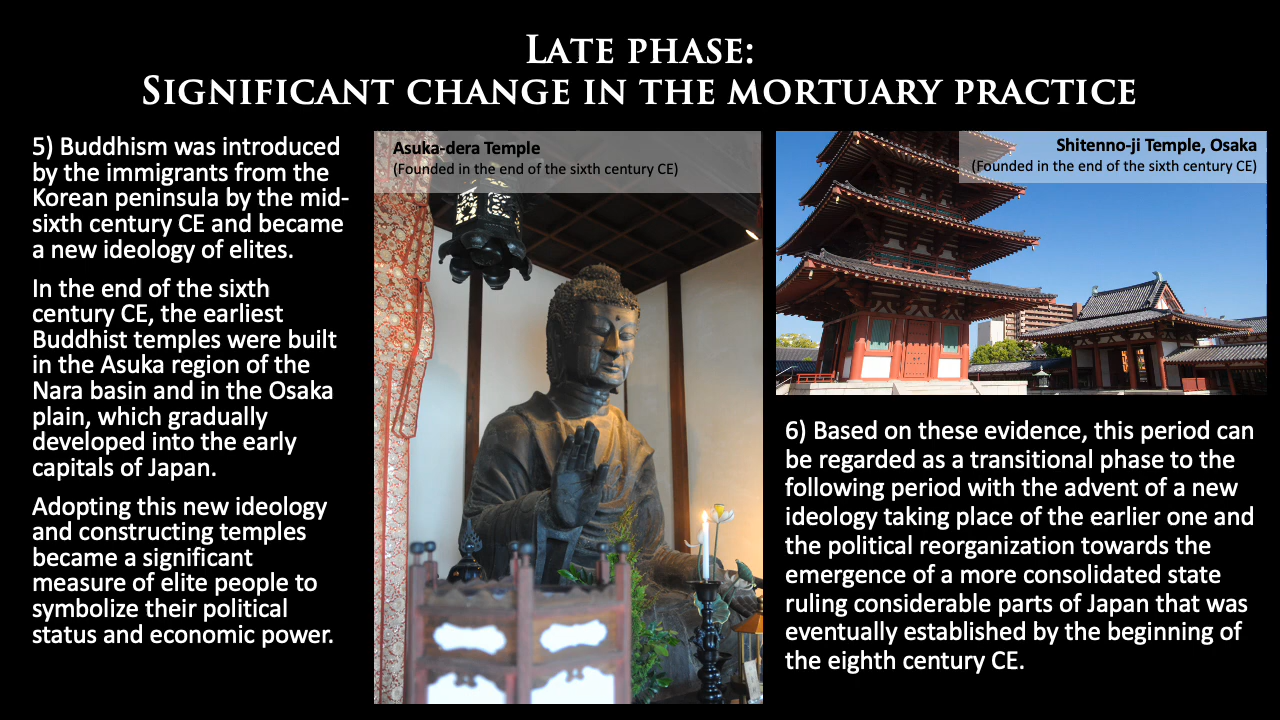 Late phase:
Significant change in the mortuary practice
5) Buddhism was introduced
by the immigrants from the
Korean peninsula by the mid-
sixth century CE and became
a new ideology of elites.
In the end of the sixth
century CE, the earliest
Buddhist temples were built
in the Asuka region of the
Nara basin and in the Osaka
plain, which gradually
developed into the early
capitals of Japan.
Adopting this new ideology
and constructing temples
became a significant
measure of elite people to
symbolize their political
status and economic power.
Asuka-dera Temple
(Founded in the end of the sixth century CE)
Shitenno-ji Temple, Osaka
(Founded in the end of the sixth century CE)
6) Based on these evidence, this period can
be regarded as a transitional phase to the
following period with the advent of a new
ideology taking place of the earlier one and
the political reorganization towards the
emergence of a more consolidated state
ruling considerable parts of Japan that was
eventually established by the beginning of
the eighth century CE.